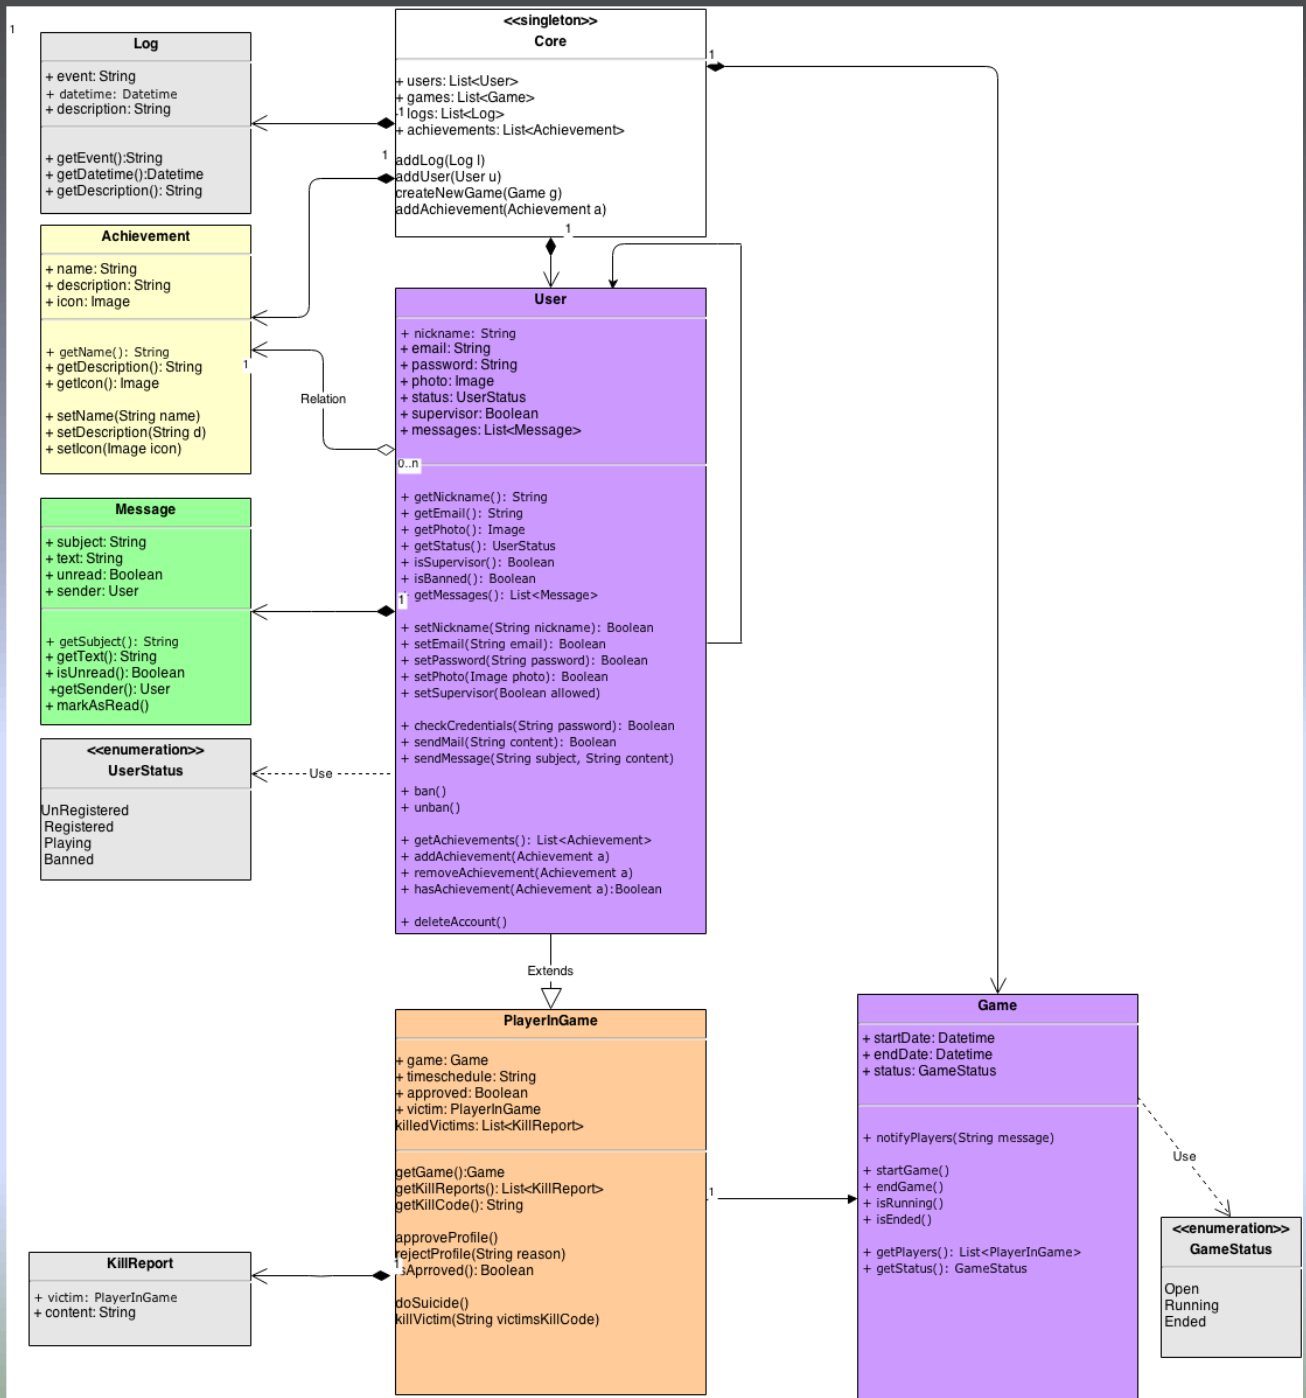 1
Log
+ event: String
+ datetime: Datetime
+ description: String
+ getEvent():String
+ getDatetime():Datetime
+ getDescription(): String
<<singleton>>
Core
+ users: List<User>
+ games: List<Game>
1 logs: List<Log>
+ achievements: List<Achievement>
addLog(Log l)
addUser(User u)
createNewGame(Game g)
addAchievement(Achievement a)
1
1
1
Achievement
+ name: String
+ description: String
+ icon: Image
+ getName(): String
+ getDescription(): String
+ getIcon(): Image
+ setName(String name)
+ setDescription(String d)
+ setIcon(Image icon)
1
Relation
0..n
User
+ nickname: String
+ email: String
+ password: String
+ photo: Image
+ status: UserStatus
+ supervisor: Boolean
+ messages: List<Message>
+ getNickname(): String
+ getEmail(): String
+ getPhoto(): Image
+ getStatus(): UserStatus
+ isSupervisor(): Boolean
+ isBanned(): Boolean
getMessages(): List<Message>
1
+ setNickname(String nickname): Boolean
+ setEmail(String email): Boolean
+ setPassword(String password): Boolean
+ setPhoto(Image photo): Boolean
+ setSupervisor(Boolean allowed)
+ checkCredentials(String password): Boolean
+ sendMail(String content): Boolean
+ sendMessage(String subject, String content)
+ ban()
+ unban()
+ getAchievements(): List<Achievement>
+ addAchievement(Achievement a)
+ removeAchievement(Achievement a)
+ hasAchievement(Achievement a):Boolean
+ deleteAccount()
Message
+ subject: String
+ text: String
+ unread: Boolean
+ sender: User
+ getSubject(): String
+ getText(): String
+ isUnread(): Boolean
+getSender(): User
+ markAsRead()
<<enumeration>>
UserStatus
UnRegistered
Registered
Playing
Banned
Use
Extends
PlayerInGame
+ game: Game
+ timeschedule: String
+ approved: Boolean
+ victim: PlayerInGame
killedVictims: List<KillReport>
getGame():Game
getKillReports(): List<KillReport>
getKillCode(): String
approveProfile()
rejectProfile(String reason)
1
sAprroved(): Boolean
doSuicide()
killVictim(String victimsKillCode)
1
KillReport
+ victim: PlayerInGame
+ content: String
Game
+ startDate: Datetime
+ endDate: Datetime
+ status: GameStatus
+ notifyPlayers(String message)
+ startGame()
+ endGame()
+ isRunning()
+ isEnded()
+ getPlayers(): List<PlayerInGame>
+ getStatus(): GameStatus
Use
<<enumeration>>
GameStatus
Open
Running
Ended